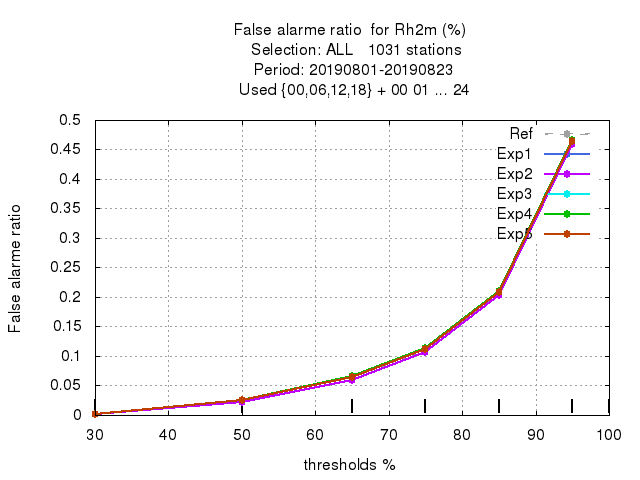 False alarme ratio  for Rh2m (%)
Selection: ALL   1031 stations
Period: 20190801-20190823
Used {00,06,12,18} + 00 01 ... 24
0.5
0.45
0.4
0.35
0.3
0.25
0.2
0.15
0.1
0.05
0
False alarme ratio
Ref
Exp1
Exp2
Exp3
Exp4
Exp5
30 40 50 60 70 80 90 100
thresholds %